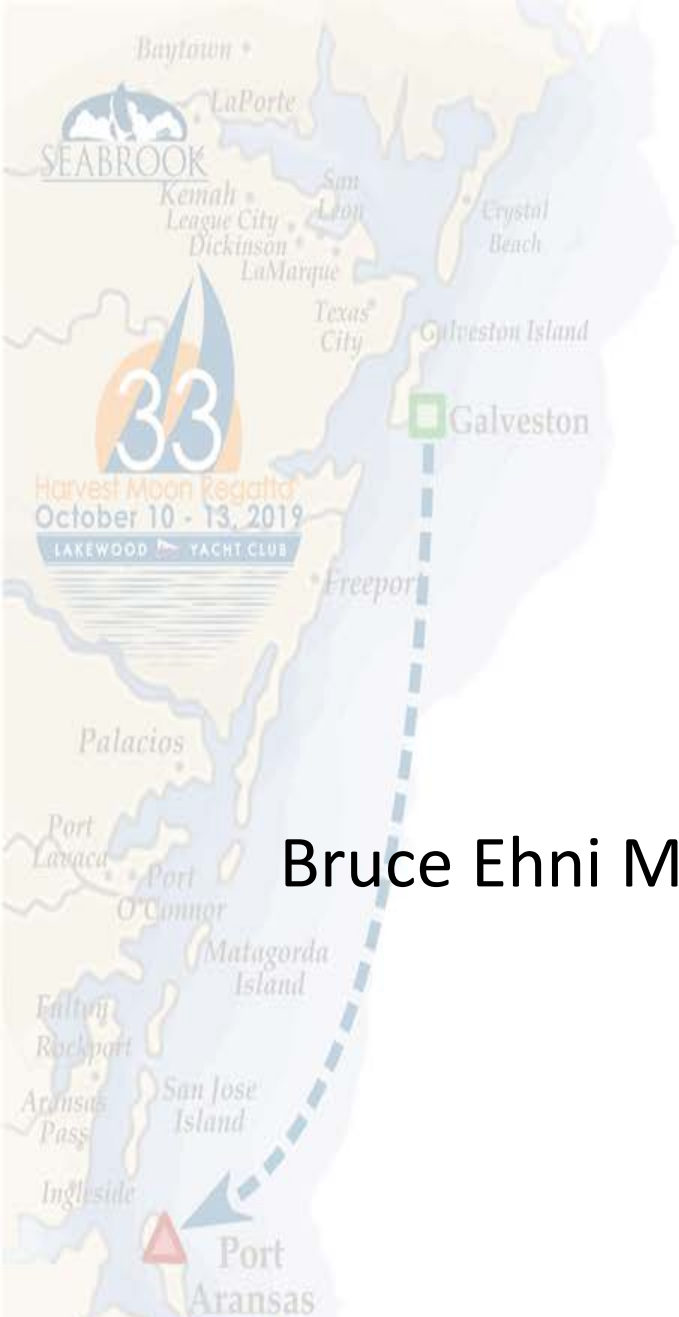 Baytown
LaPorte
SEABROOK
Kemah
San
Leon
League City
Crystal
Beach
Dickinson
LaMarque
Texas
City
Galveston Island
33
Galveston
Harvest Moon Regatta
October 10 - 13, 2019
LAKEWOOD YACHT CLUB
Freepor
Palacios
Port
Lavaca
Port
O'Connor
Bruce Ehni M
Matagorda
Island
Fulton
Rockport
San Jose
Island
Aransas
Pass
Ingleside
Port
Aransas